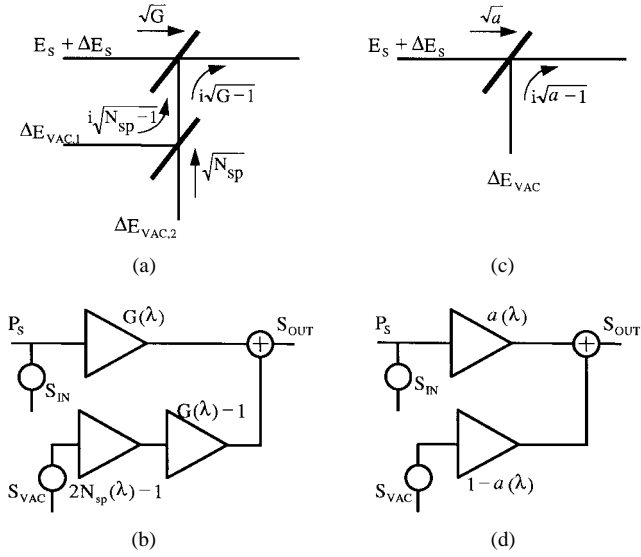 √G
E_S + ΔE_S
i√G−1
i√N_sp−1
ΔE_VAC,1
√N_sp
ΔE_VAC,2
(a)
√a
E_S + ΔE_S
i√a−1
ΔE_VAC
(c)
P_S
G(λ)
S_OUT
S_IN
G(λ)−1
S_VAC
2N_sp(λ)−1
(b)
P_S
a(λ)
S_OUT
S_IN
S_VAC
1−a(λ)
(d)